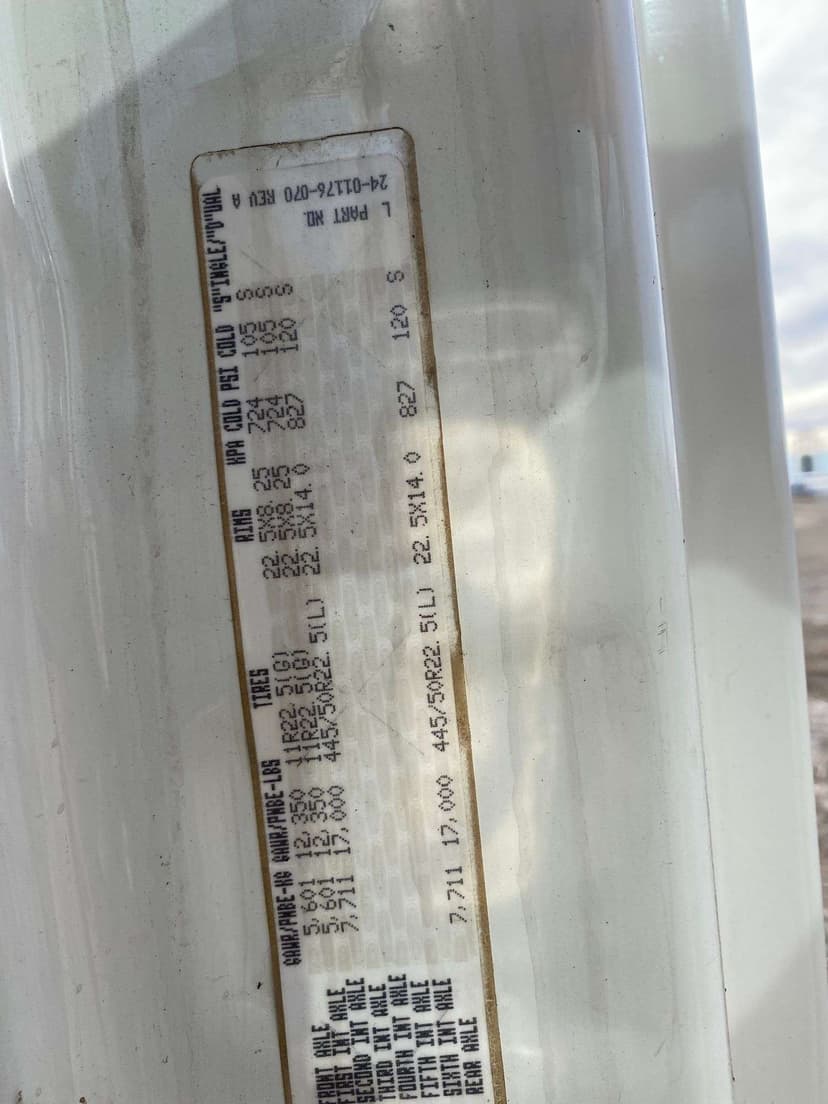 GAWR/PNBE-KG GAWR/PNBE-LBS TIRES RIMS KPA COLD PSI COLD "S"INGLE/"D"UAL
FRONT AXLE 5,601 12,350 11R22.5(G) 22.5X8.25 724 105 S
FIRST INT AXLE 5,601 12,350 11R22.5(G) 22.5X8.25 724 105 S
SECOND INT AXLE 7,711 17,000 445/50R22.5(L) 22.5X14.0 827 120 S
THIRD INT AXLE
FOURTH INT AXLE
FIFTH INT AXLE
SIXTH INT AXLE
REAR AXLE 7,711 17,000 445/50R22.5(L) 22.5X14.0 827 120 S
L PART NO.
24-01176-070 REV A